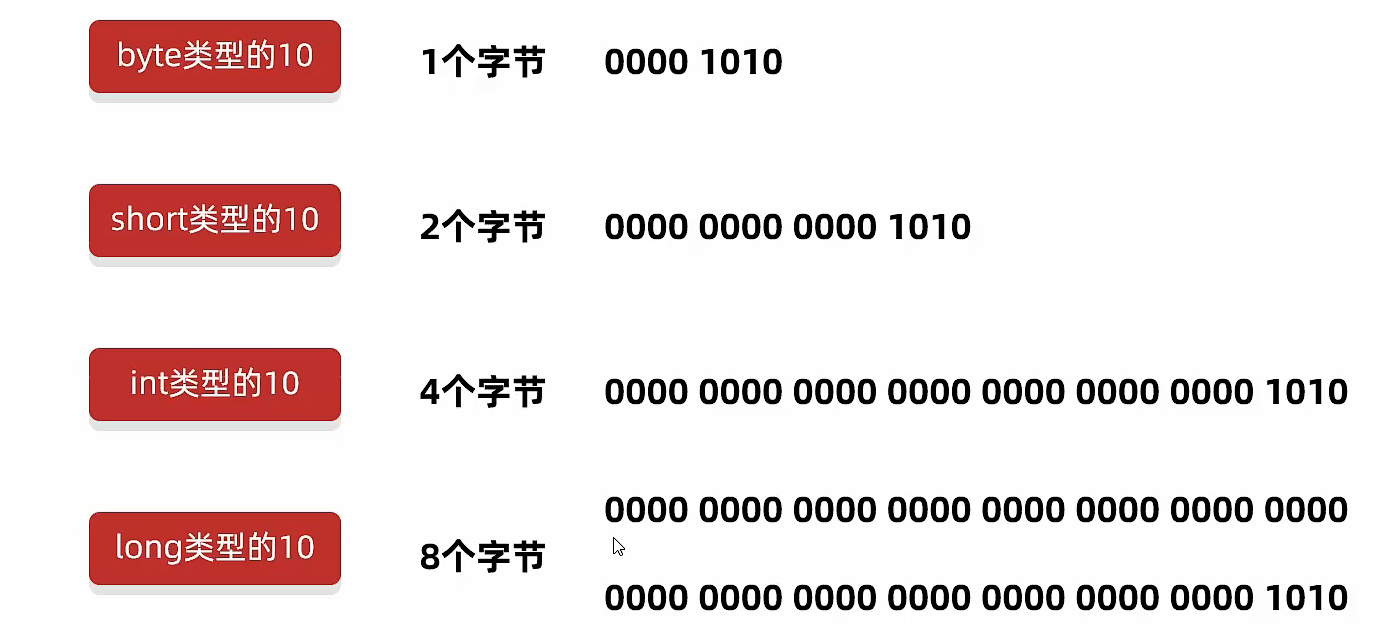 byte类型的10 1个字节 0000 1010
short类型的10 2个字节 0000 0000 0000 1010
int类型的10 4个字节 0000 0000 0000 0000 0000 0000 0000 1010
long类型的10 8个字节 0000 0000 0000 0000 0000 0000 0000 0000
0000 0000 0000 0000 0000 0000 0000 1010